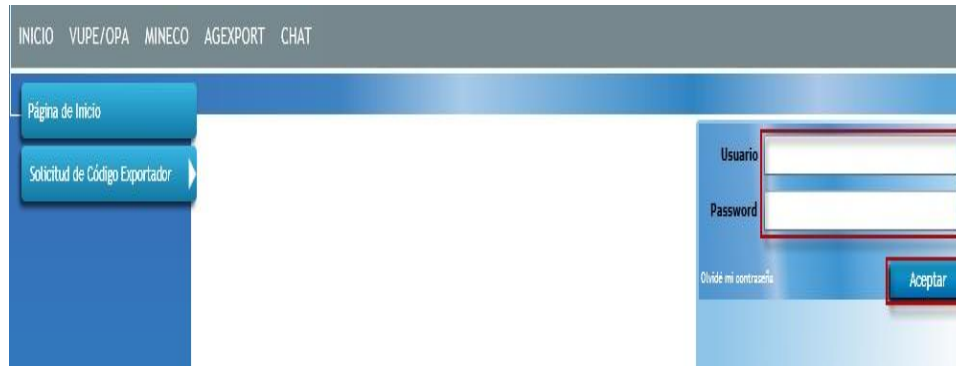 INICIO VUPE/OPA MINECO AGEXPORT CHAT
Página de Inicio
Solicitud de Código Exportador
Usuario
Password
Olvidé mi contraseña
Aceptar